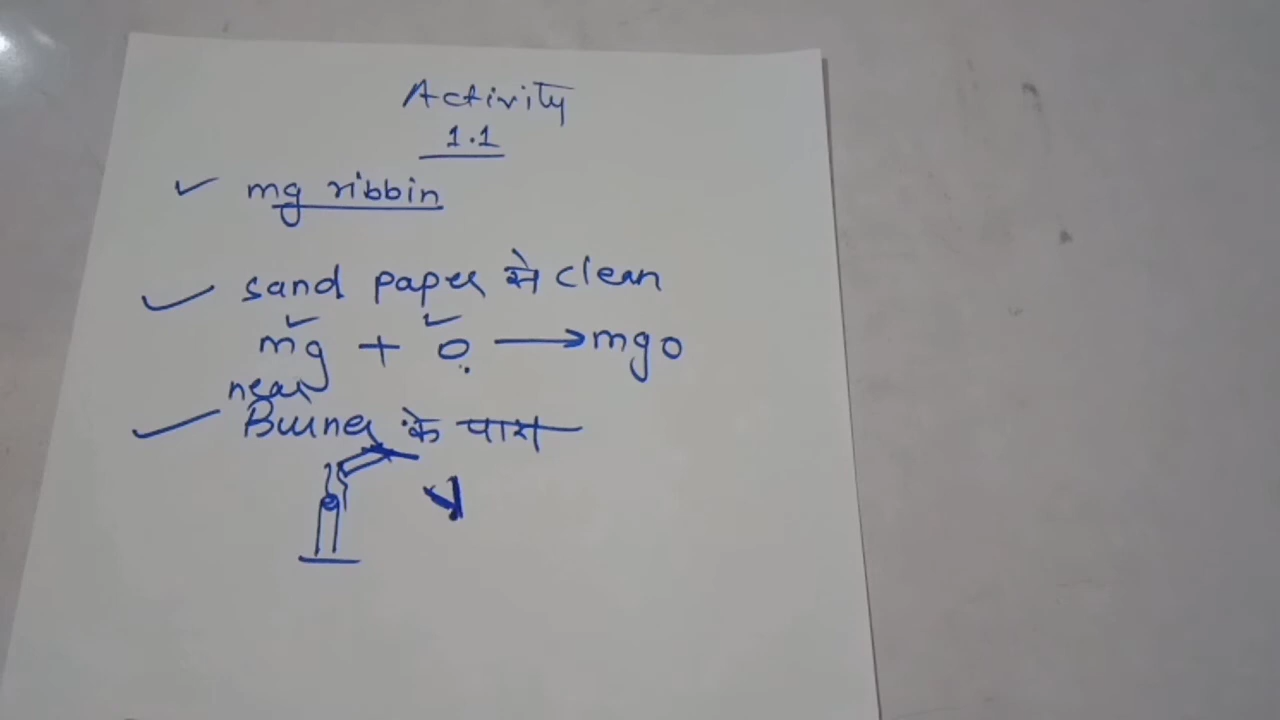 Activity
1.1
mg ribbin
sand paper से clean
mg + o → mgo
near
Burner के पास